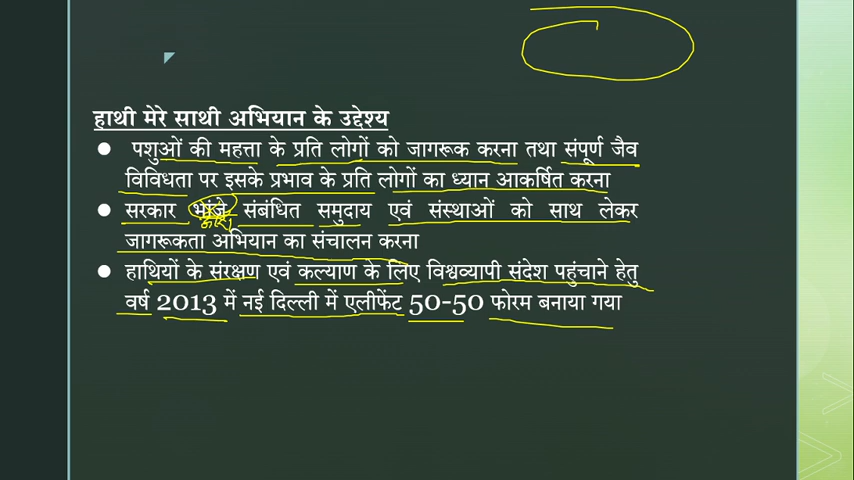 हाथी मेरे साथी अभियान के उद्देश्य
पशुओं की महत्ता के प्रति लोगों को जागरूक करना तथा संपूर्ण जैव
विविधता पर इसके प्रभाव के प्रति लोगों का ध्यान आकर्षित करना
सरकार संबंधित समुदाय एवं संस्थाओं को साथ लेकर
जागरूकता अभियान का संचालन करना
हाथियों के संरक्षण एवं कल्याण के लिए विश्वव्यापी संदेश पहुंचाने हेतु
वर्ष 2013 में नई दिल्ली में एलीफेंट 50-50 फोरम बनाया गया